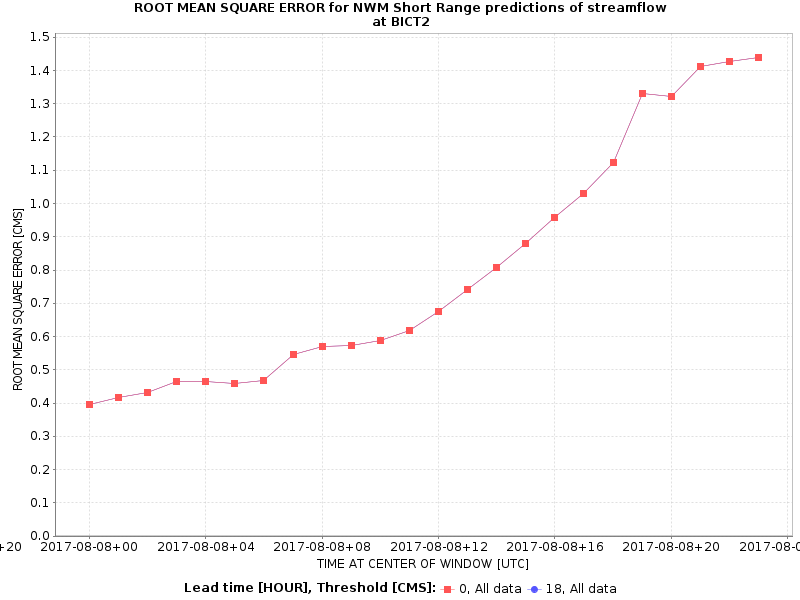 ROOT MEAN SQUARE ERROR for NWM Short Range predictions of streamflow
at BICT2
1.5
1.4
1.3
1.2
1.1
1.0
0.9
0.8
0.7
0.6
0.5
0.4
0.3
0.2
0.1
0.0
ROOT MEAN SQUARE ERROR [CMS]
+20 2017-08-08+00 2017-08-08+04 2017-08-08+08 2017-08-08+12 2017-08-08+16 2017-08-08+20 2017-08-0
TIME AT CENTER OF WINDOW [UTC]
Lead time [HOUR], Threshold [CMS]: 0, All data 18, All data